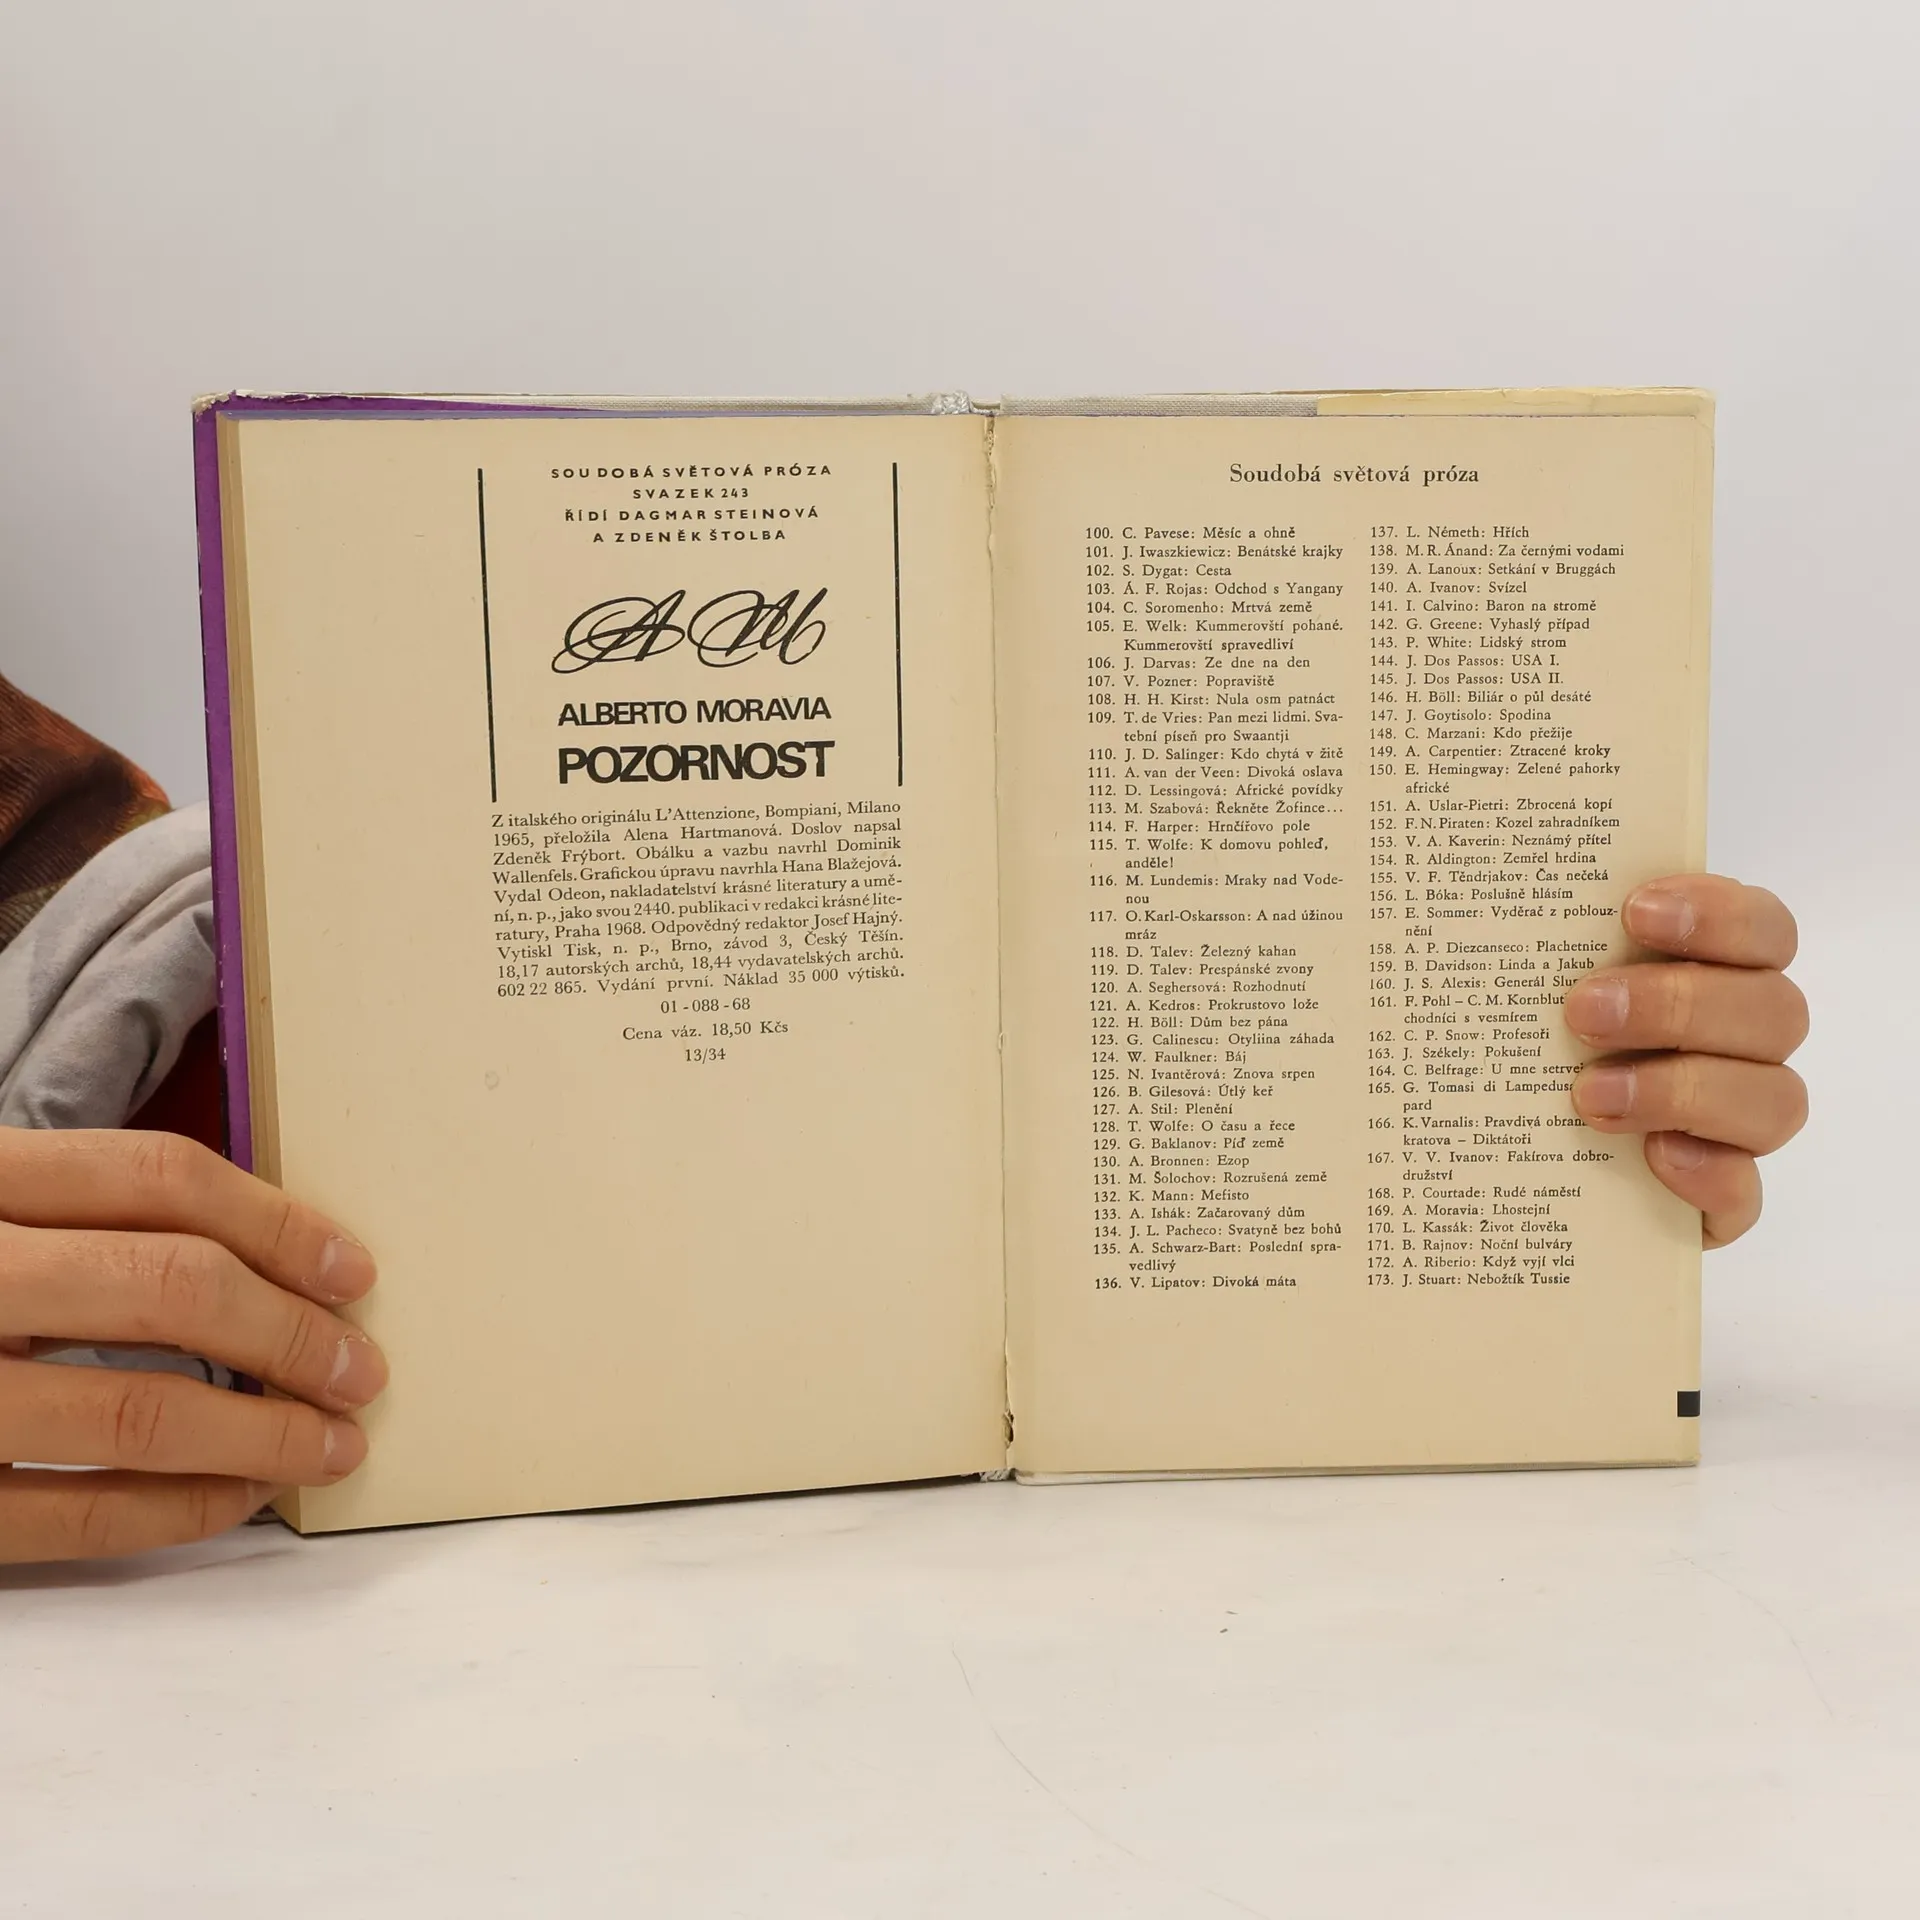 SOUDOBÁ SVĚTOVÁ PRÓZA
SVAZEK 243
ŘÍDÍ DAGMAR STEINOVÁ
A ZDENĚK ŠTOLBA
AM
ALBERTO MORAVIA
POZORNOST
Z italského originálu L'Attenzione, Bompiani, Milano
1965, přeložila Alena Hartmanová. Doslov napsal
Zdeněk Frýbort. Obálku a vazbu navrhl Dominik
Wallenfels. Grafickou úpravu navrhla Hana Blažejová.
Vydal Odeon, nakladatelství krásné literatury a umě-
ní, n. p., jako svou 2440. publikaci v redakci krásné lite-
ratury, Praha 1968. Odpovědný redaktor Josef Hajný.
Vytiskl Tisk, n. p., Brno, závod 3, Český Těšín.
18,17 autorských archů, 18,44 vydavatelských archů.
602 22 865. Vydání první. Náklad 35 000 výtisků.
01 - 088 - 68
Cena váz. 18,50 Kčs
13/34
Soudobá světová próza
100. C. Pavese: Měsíc a ohně
101. J. Iwaszkiewicz: Benátské krajky
102. S. Dygat: Cesta
103. Á. F. Rojas: Odchod s Yangany
104. C. Soromenho: Mrtvá země
105. E. Welk: Kummerovští pohané.
Kummerovští spravedliví
106. J. Darvas: Ze dne na den
107. V. Pozner: Popraviště
108. H. H. Kirst: Nula osm patnáct
109. T. de Vries: Pan mezi lidmi. Sva-
tební píseň pro Swaantji
110. J. D. Salinger: Kdo chytá v žitě
111. A. van der Veen: Divoká oslava
112. D. Lessingová: Africké povídky
113. M. Szabová: Řekněte Žofince...
114. F. Harper: Hrnčířovo pole
115. T. Wolfe: K domovu pohleď,
anděle!
116. M. Lundemis: Mraky nad Vode-
nou
117. O. Karl-Oskarsson: A nad úžinou
mráz
118. D. Talev: Železný kahan
119. D. Talev: Prespánské zvony
120. A. Seghersová: Rozhodnutí
121. A. Kedros: Prokrustovo lože
122. H. Böll: Dům bez pána
123. G. Calinescu: Otyliina záhada
124. W. Faulkner: Báj
125. N. Ivantěrová: Znova srpen
126. B. Gilesová: Útlý keř
127. A. Stil: Plenění
128. T. Wolfe: O času a řece
129. G. Baklanov: Píď země
130. A. Bronnen: Ezop
131. M. Šolochov: Rozrušená země
132. K. Mann: Mefisto
133. A. Ishák: Začarovaný dům
134. J. L. Pacheco: Svatyně bez bohů
135. A. Schwarz-Bart: Poslední spra-
vedlivý
136. V. Lipatov: Divoká máta
137. L. Németh: Hřích
138. M. R. Ánand: Za černými vodami
139. A. Lanoux: Setkání v Bruggách
140. A. Ivanov: Svízel
141. I. Calvino: Baron na stromě
142. G. Greene: Vyhaslý případ
143. P. White: Lidský strom
144. J. Dos Passos: USA I.
145. J. Dos Passos: USA II.
146. H. Böll: Biliár o půl desáté
147. J. Goytisolo: Spodina
148. C. Marzani: Kdo přežije
149. A. Carpentier: Ztracené kroky
150. E. Hemingway: Zelené pahorky
africké
151. A. Uslar-Pietri: Zbrocená kopí
152. F. N. Piraten: Kozel zahradníkem
153. V. A. Kaverin: Neznámý přítel
154. R. Aldington: Zemřel hrdina
155. V. F. Těndrjakov: Čas nečeká
156. L. Bóka: Poslušně hlásím
157. E. Sommer: Vyděrač z poblouz-
nění
158. A. P. Diezcanseco: Plachetnice
159. B. Davidson: Linda a Jakub
160. J. S. Alexis: Generál
161. F. Pohl – C. M.
chodníci s vesmírem
162. C. P. Snow: Profesoři
163. J. Székely: Pokušení
164. C. Belfrage: U mne
165. G. Tomasi di
pard
166. K. Varnalis: Pravdivá
kratova – Diktátoři
167. V. V. Ivanov: Fakírova dobro-
družství
168. P. Courtade: Rudé náměstí
169. A. Moravia: Lhostejní
170. L. Kassák: Život člověka
171. B. Rajnov: Noční bulváry
172. A. Riberio: Když vyjí vlci
173. J. Stuart: Nebožtík Tussie